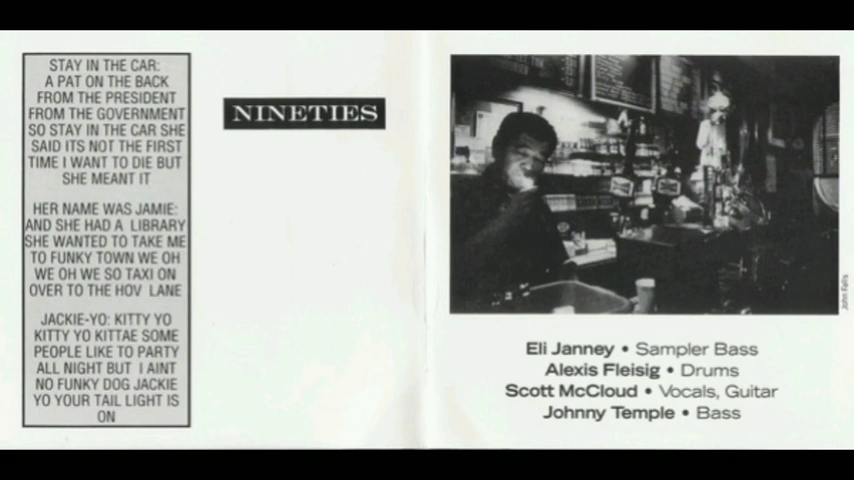 STAY IN THE CAR:
A PAT ON THE BACK
FROM THE PRESIDENT
FROM THE GOVERNMENT
SO STAY IN THE CAR SHE
SAID ITS NOT THE FIRST
TIME I WANT TO DIE BUT
SHE MEANT IT
HER NAME WAS JAMIE:
AND SHE HAD A LIBRARY
SHE WANTED TO TAKE ME
TO FUNKY TOWN WE OH
WE OH WE SO TAXI ON
OVER TO THE HOV LANE
JACKIE-YO: KITTY YO
KITTY YO KITTAE SOME
PEOPLE LIKE TO PARTY
ALL NIGHT BUT I AINT
NO FUNKY DOG JACKIE
YO YOUR TAIL LIGHT IS
ON
NINETIES
John Falls
Eli Janney • Sampler Bass
Alexis Fleisig • Drums
Scott McCloud • Vocals, Guitar
Johnny Temple • Bass